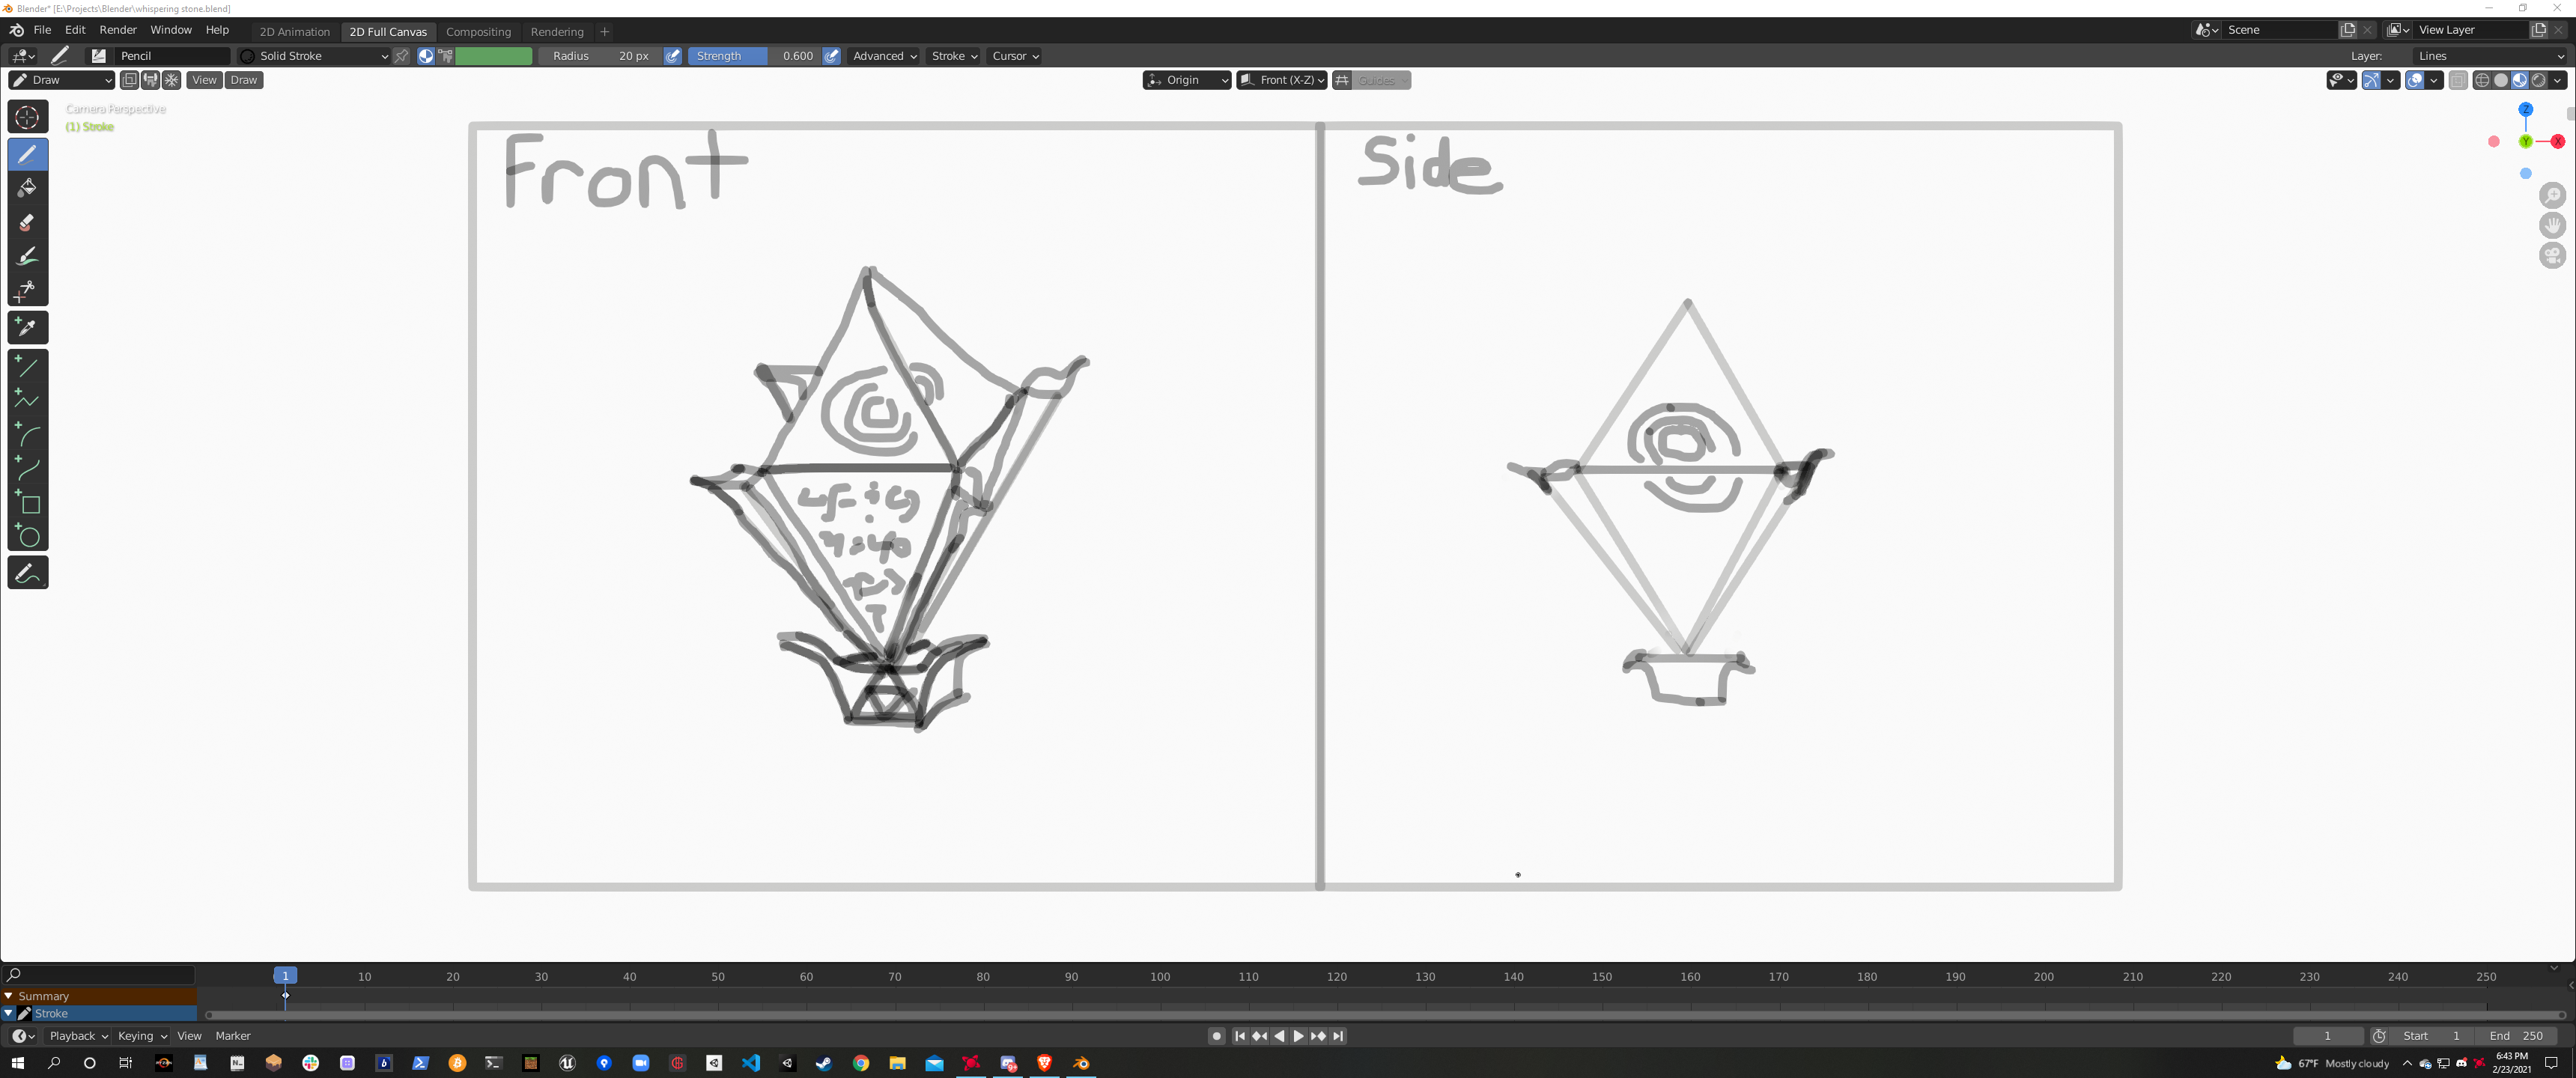 Blender* [E:\Projects\Blender\whispering stone.blend]
File Edit Render Window Help 2D Animation 2D Full Canvas Compositing Rendering + Scene View Layer
Pencil Solid Stroke Radius 20 px Strength 0.600 Advanced Stroke Cursor Layer: Lines
Draw View Draw Origin Front (X-Z) Guides
Camera Perspective
(1) Stroke
Z
Y X
Front Side
1 10 20 30 40 50 60 70 80 90 100 110 120 130 140 150 160 170 180 190 200 210 220 230 240 250
Summary
Stroke
Playback Keying View Marker 1 Start 1 End 250
67°F Mostly cloudy 6:43 PM
2/23/2021